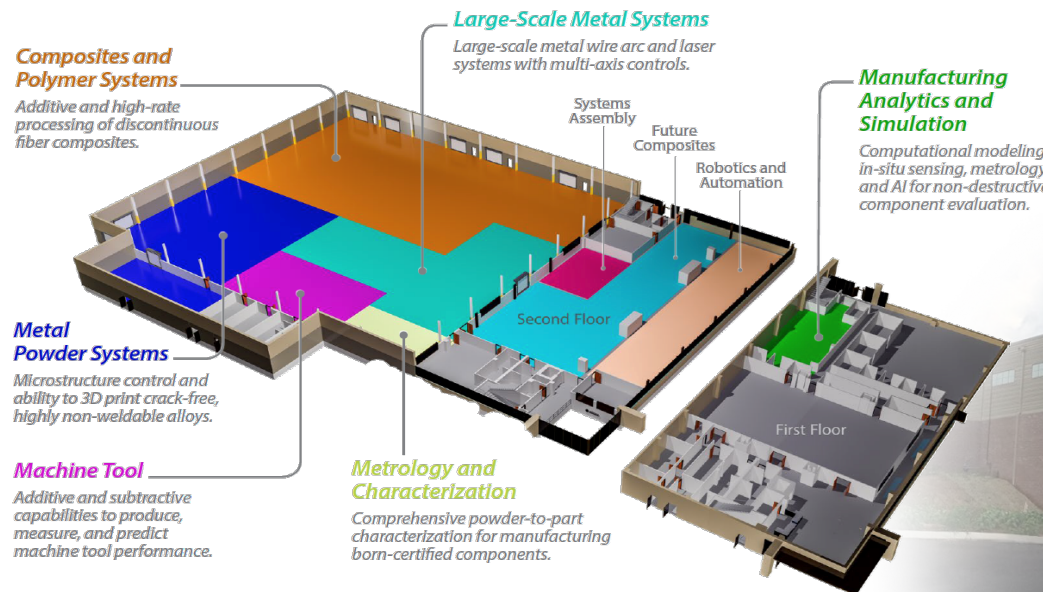 Large-Scale Metal Systems
Large-scale metal wire arc and laser
systems with multi-axis controls.
Composites and
Polymer Systems
Additive and high-rate
processing of discontinuous
fiber composites.
Manufacturing
Analytics and
Simulation
Computational modeling,
in-situ sensing, metrology
and AI for non-destructive
component evaluation.
Systems
Assembly
Future
Composites
Robotics and
Automation
Second Floor
First Floor
Metal
Powder Systems
Microstructure control and
ability to 3D print crack-free,
highly non-weldable alloys.
Machine Tool
Additive and subtractive
capabilities to produce,
measure, and predict
machine tool performance.
Metrology and
Characterization
Comprehensive powder-to-part
characterization for manufacturing
born-certified components.